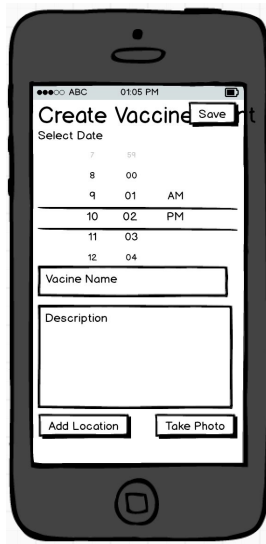 ABC 01:05 PM
Create Vaccine nt
Save
Select Date
7 59
8 00
9 01 AM
10 02 PM
11 03
12 04
Vacine Name
Description
Add Location Take Photo